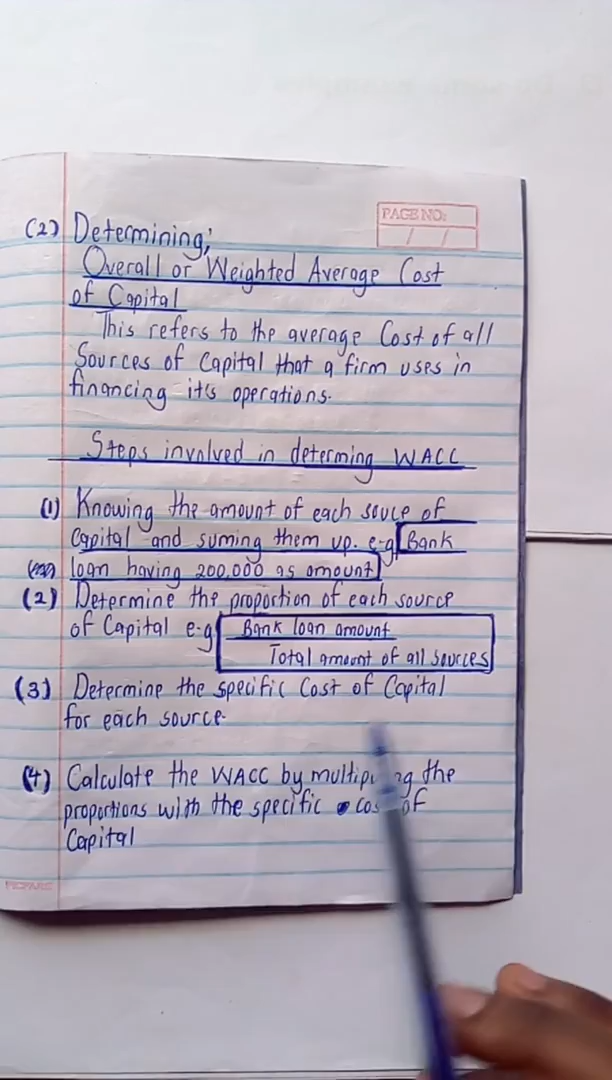 PAGE NO:
(2) Determining;
Overall or Weighted Average Cost
of Capital
This refers to the average Cost of all
Sources of Capital that a firm uses in
financing it's operations.
Steps involved in determing WACC
(1) Knowing the amount of each souce of
Capital and suming them up. e.g Bank
loan having 200,000 as amount
(2) Determine the proportion of each source
of Capital e.g Bank loan amount
Total amount of all sources
(3) Determine the specific Cost of Capital
for each source.
(4) Calculate the WACC by the
proportions with the specific of
Capital